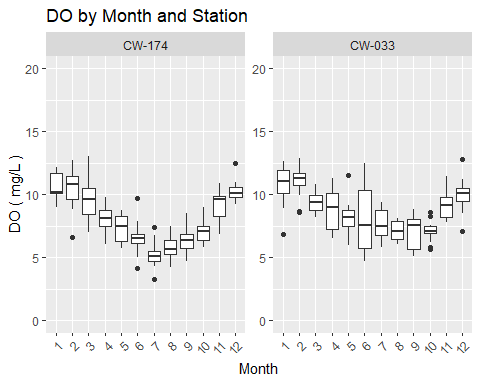 DO by Month and Station
CW-174 CW-033
20 20
15 15
10 10
5 5
0 0
DO ( mg/L )
1 2 3 4 5 6 7 8 9 10 11 12 1 2 3 4 5 6 7 8 9 10 11 12
Month